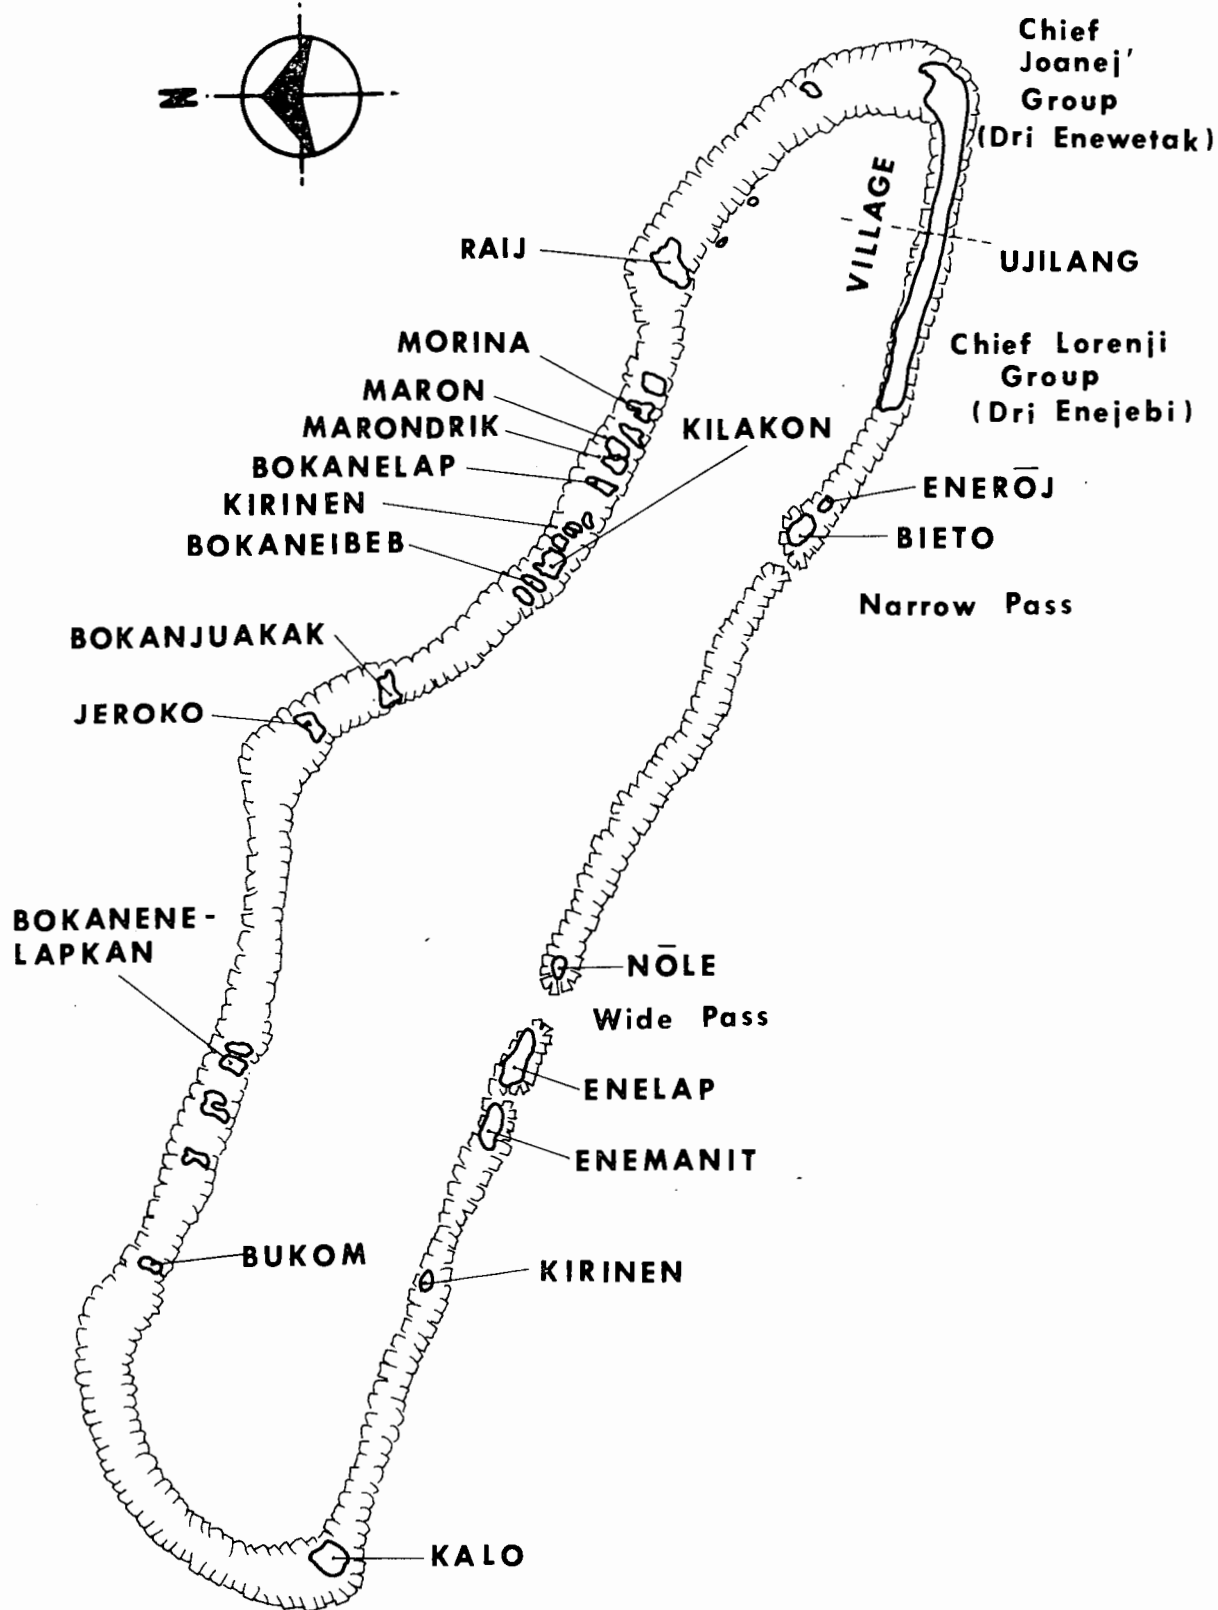 Chief
Joanej'
Group
(Dri Enewetak)
N
VILLAGE
RAIJ
UJILANG
MORINA
Chief Lorenji
Group
(Dri Enejebi)
MARON
MARONDRIK
KILAKON
BOKANELAP
KIRINEN
ENERŌJ
BOKANEIBEB
BIETO
Narrow Pass
BOKANJUAKAK
JEROKO
BOKANENE-
LAPKAN
NŌLE
Wide Pass
ENELAP
ENEMANIT
BUKOM
KIRINEN
KALO